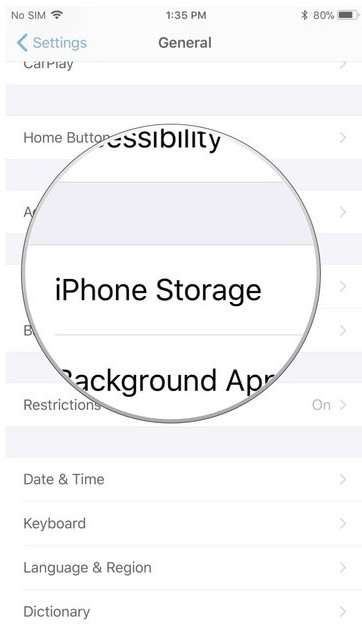 No SIM 1:35 PM 80%
Settings General
CarPlay
Home Button
essibility
iPhone Storage
Background App
Restrictions On
Date & Time
Keyboard
Language & Region
Dictionary